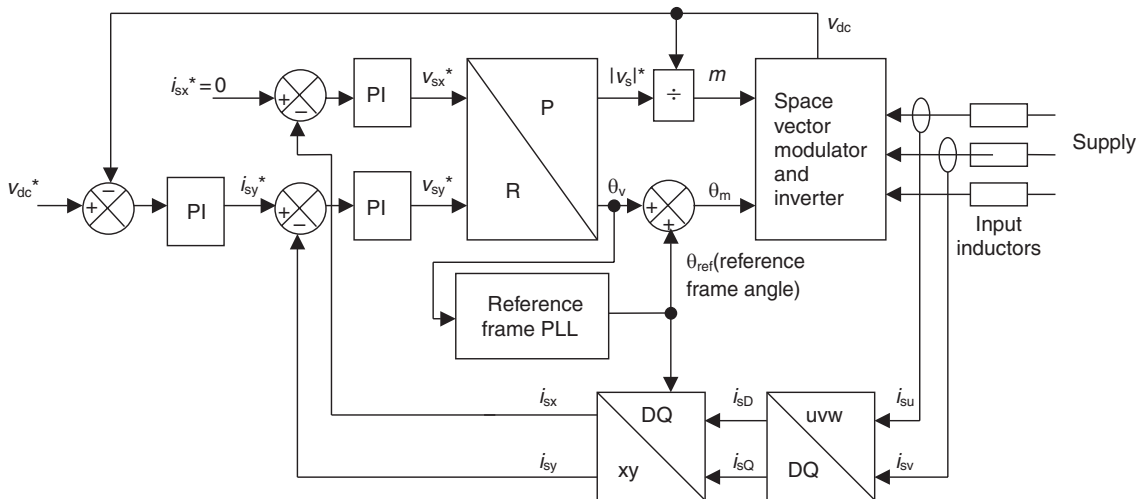 v_dc
i_sx* = 0
+
−
PI
v_sx*
P
R
|v_s|*
÷
m
Space
vector
modulator
and
inverter
Supply
Input
inductors
v_dc*
+
−
PI
i_sy*
+
−
PI
v_sy*
θ_v
+
+
θ_m
θ_ref(reference
frame angle)
Reference
frame PLL
i_sx
i_sy
DQ
xy
i_sD
i_sQ
uvw
DQ
i_su
i_sv